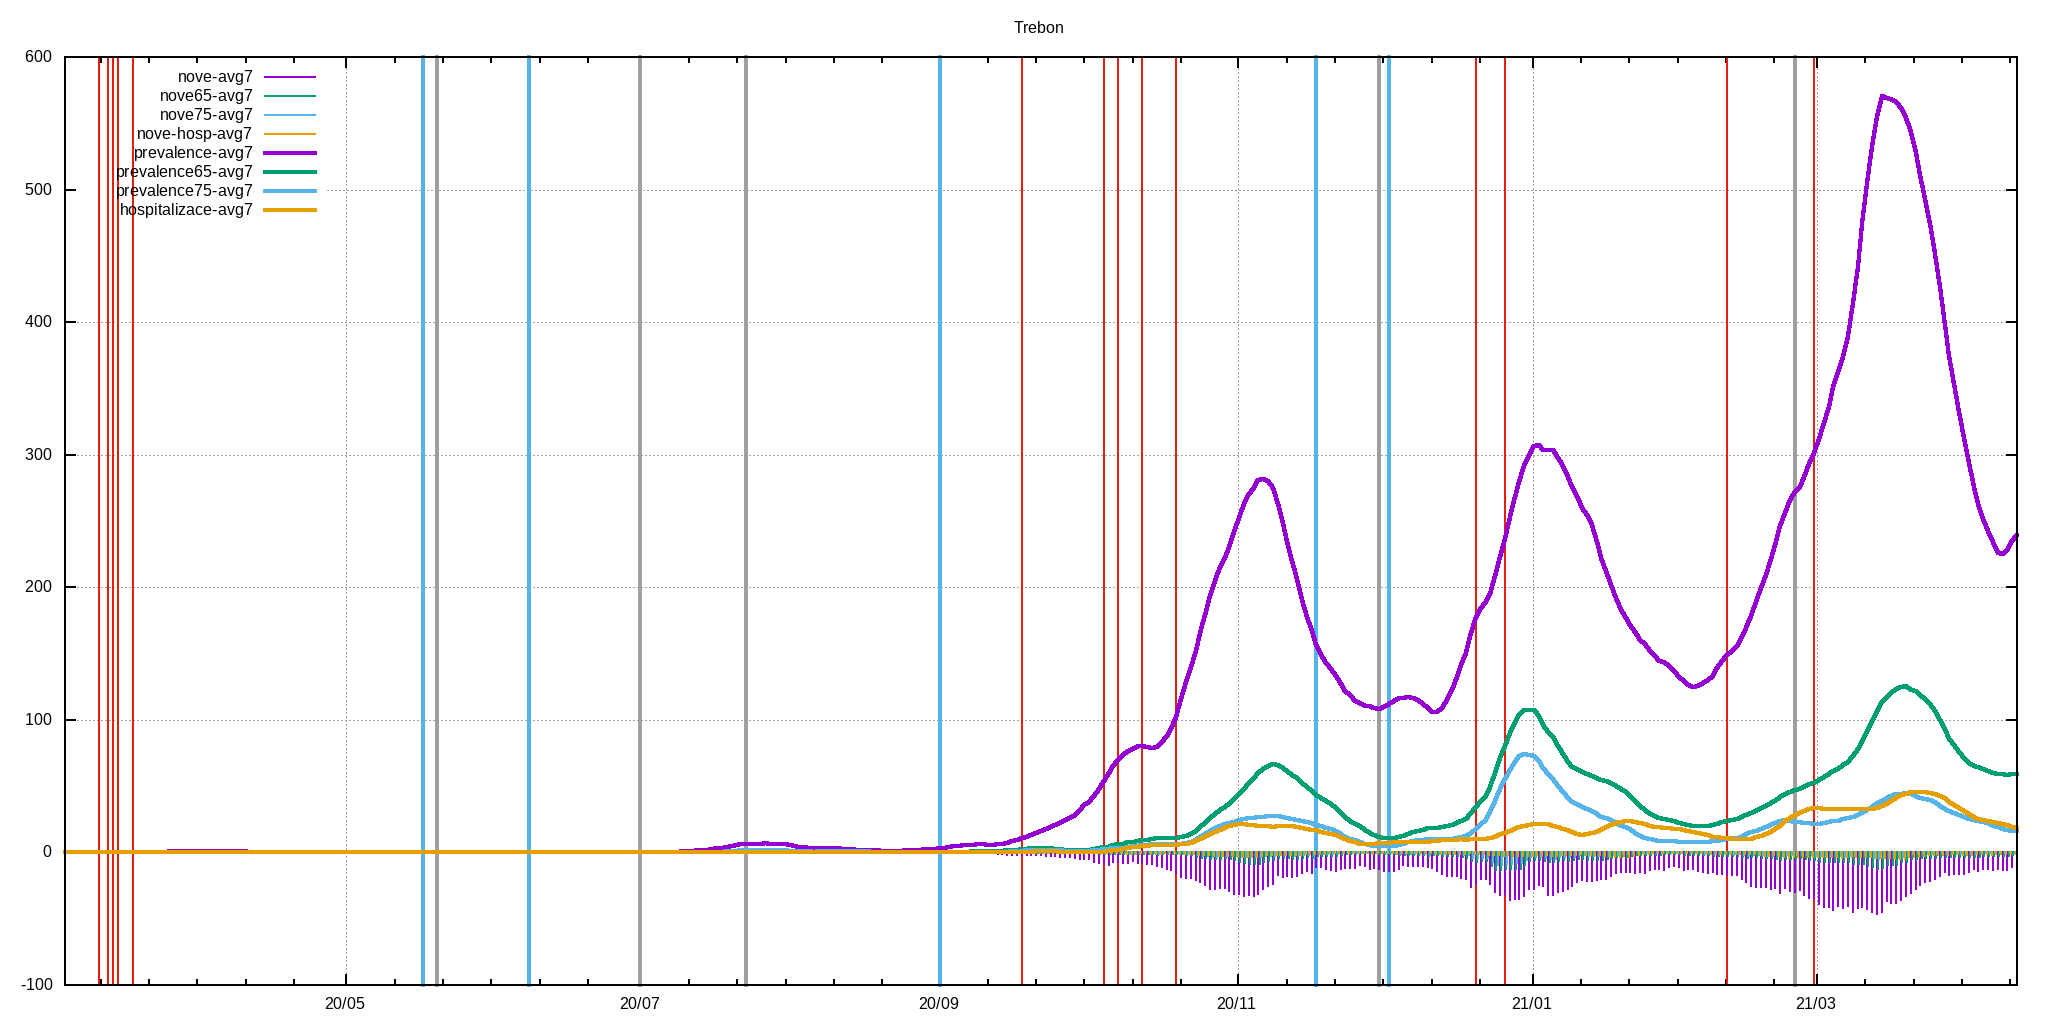 Trebon
600
500
400
300
200
100
0
-100
nove-avg7
nove65-avg7
nove75-avg7
nove-hosp-avg7
prevalence-avg7
prevalence65-avg7
prevalence75-avg7
hospitalizace-avg7
20/05 20/07 20/09 20/11 21/01 21/03